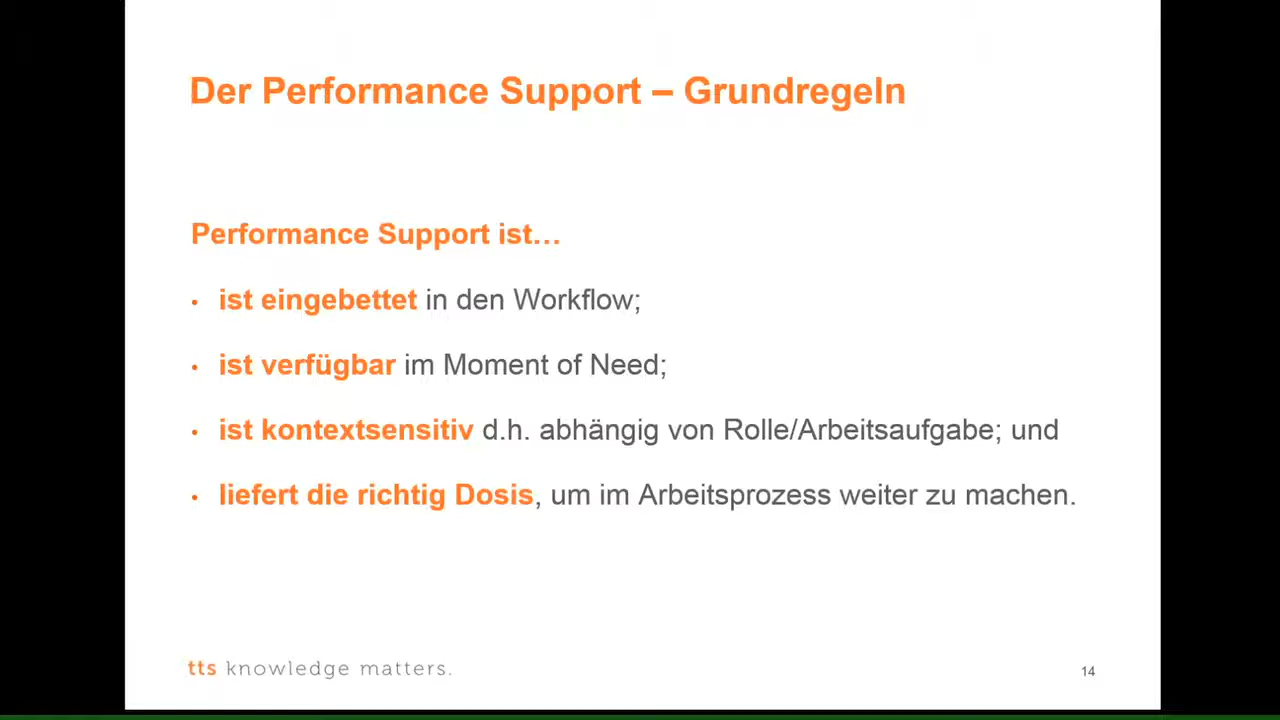 Der Performance Support – Grundregeln
Performance Support ist…
• ist eingebettet in den Workflow;
• ist verfügbar im Moment of Need;
• ist kontextsensitiv d.h. abhängig von Rolle/Arbeitsaufgabe; und
• liefert die richtig Dosis, um im Arbeitsprozess weiter zu machen.
tts knowledge matters.
14